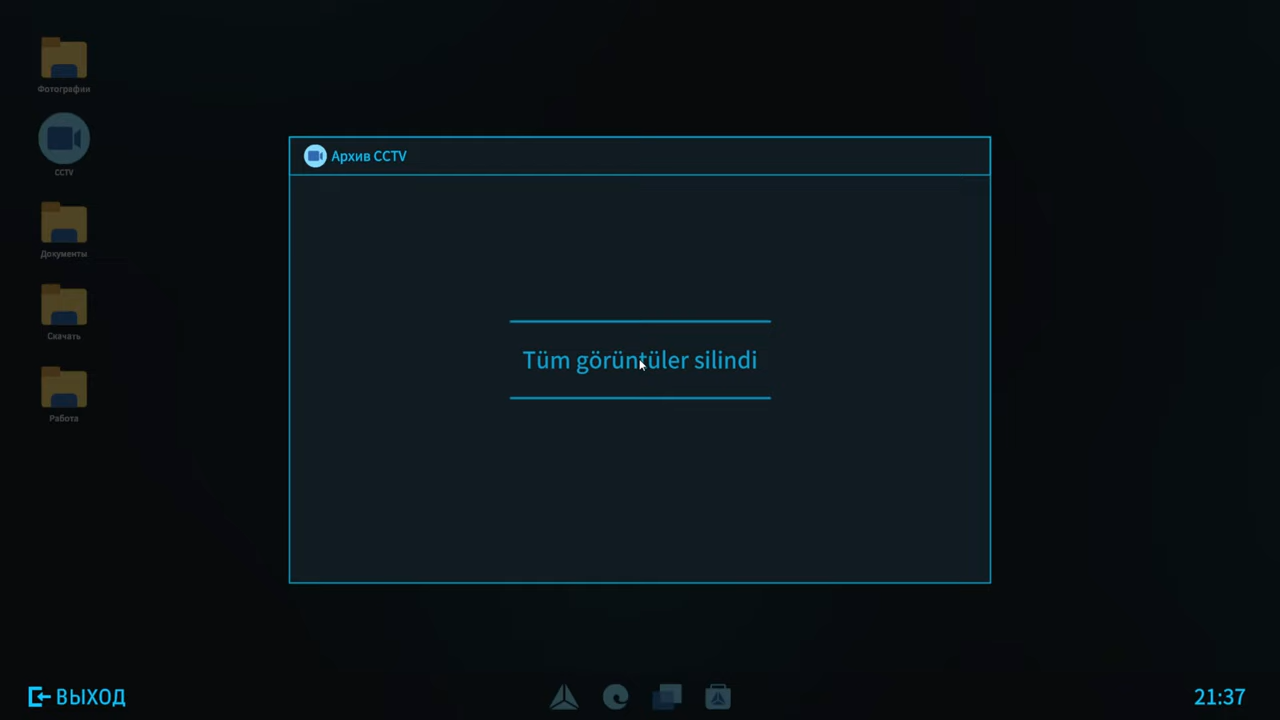 Фотографии
CCTV
Документы
Скачать
Работа
Архив CCTV
Tüm görüntüler silindi
ВЫХОД
21:37